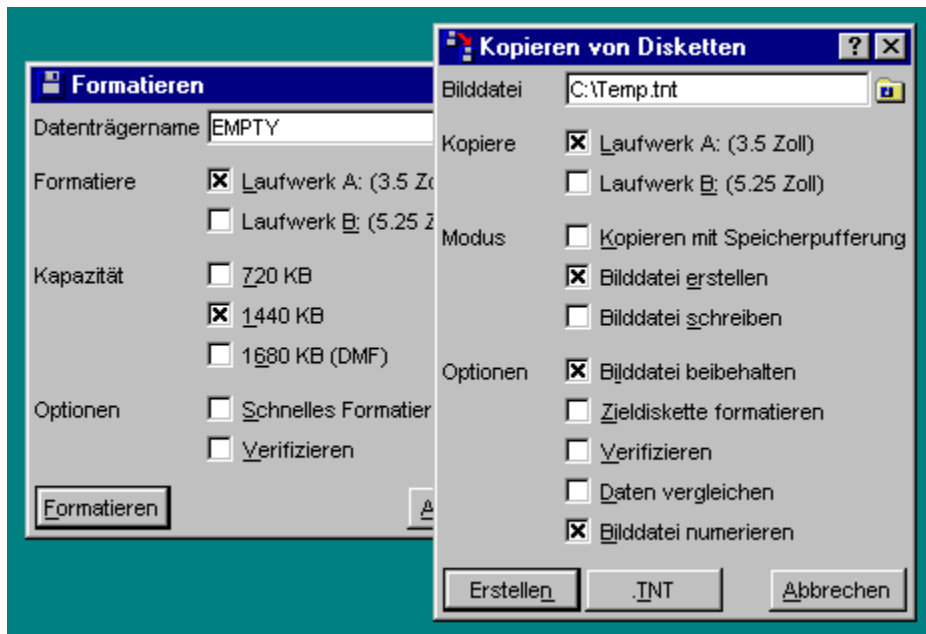 Formatieren
Datenträgername EMPTY
Formatiere Laufwerk A: (3.5
Laufwerk B: (5.25
Kapazität 720 KB
1440 KB
1680 KB (DMF)
Optionen Schnelles Formatier
Verifizieren
Formatieren A
Kopieren von Disketten
Bilddatei C:\Temp.tnt
Kopiere Laufwerk A: (3.5 Zoll)
Laufwerk B: (5.25 Zoll)
Modus Kopieren mit Speicherpufferung
Bilddatei erstellen
Bilddatei schreiben
Optionen Bilddatei beibehalten
Zieldiskette formatieren
Verifizieren
Daten vergleichen
Bilddatei numerieren
Erstellen .TNT Abbrechen